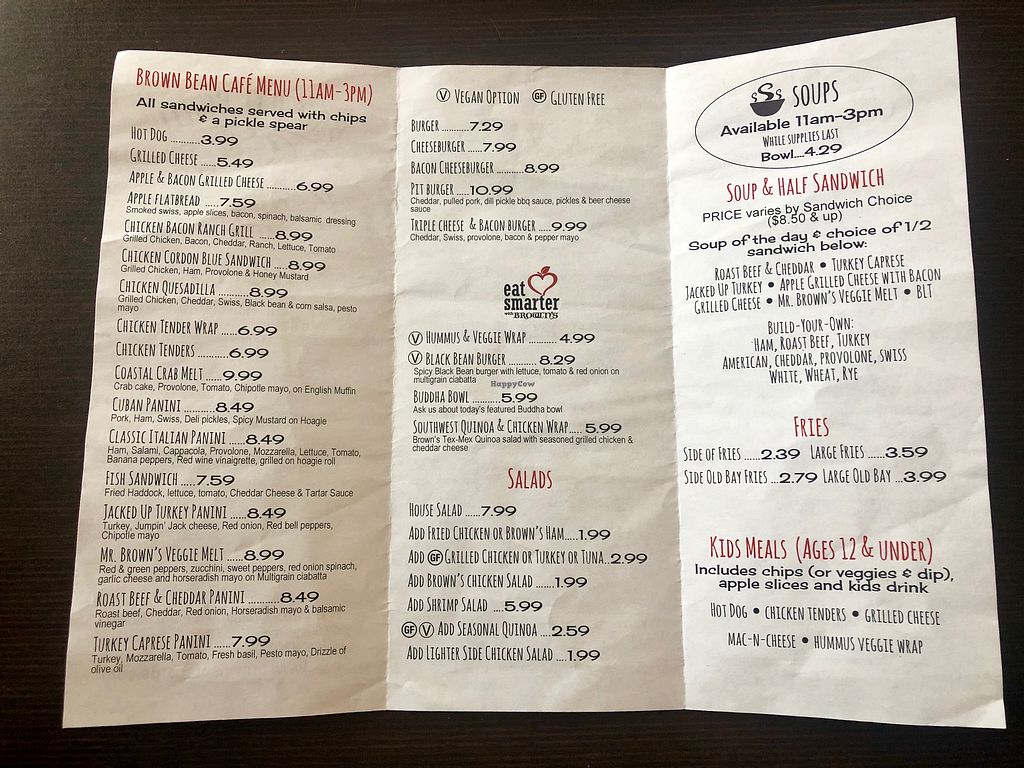 Brown Bean Café Menu (11am-3pm)
All sandwiches served with chips
& a pickle spear
Hot Dog ...........3.99
Grilled Cheese ......5.49
Apple & Bacon Grilled Cheese ...........6.99
Apple flatbread .....7.59
Smoked swiss, apple slices, bacon, spinach, balsamic dressing
Chicken Bacon Ranch Grill .....8.99
Grilled Chicken, Bacon, Cheddar, Ranch, Lettuce, Tomato
Chicken Cordon Blue Sandwich .....8.99
Grilled Chicken, Ham, Provolone & Honey Mustard
Chicken Quesadilla ...........8.99
Grilled Chicken, Cheddar, Swiss, Black bean & corn salsa, pesto
mayo
Chicken Tender Wrap .....6.99
Chicken Tenders ..........6.99
Coastal Crab Melt .....9.99
Crab cake, Provolone, Tomato, Chipotle mayo, on English Muffin
Cuban Panini ...........8.49
Pork, Ham, Swiss, Deli pickles, Spicy Mustard on Hoagie
Classic Italian Panini .....8.49
Ham, Salami, Cappacola, Provolone, Mozzarella, Lettuce, Tomato,
Banana peppers, Red wine vinaigrette, grilled on hoagie roll
Fish Sandwich .....7.59
Fried Haddock, lettuce, tomato, Cheddar Cheese & Tartar Sauce
Jacked Up Turkey Panini .....8.49
Turkey, Jumpin' Jack cheese, Red onion, Red bell peppers,
Chipotle mayo
Mr. Brown's Veggie Melt .....8.99
Red & green peppers, zucchini, sweet peppers, red onion spinach,
garlic cheese and horseradish mayo on Multigrain ciabatta
Roast Beef & Cheddar Panini ...........8.49
Roast beef, Cheddar, Red onion, Horseradish mayo & balsamic
vinegar
Turkey Caprese Panini ......7.99
Turkey, Mozzarella, Tomato, Fresh basil, Pesto mayo, Drizzle of
olive oil
V Vegan Option GF Gluten Free
Burger ..........7.29
Cheeseburger .....7.99
Bacon Cheeseburger ...........8.99
Pit burger .....10.99
Cheddar, pulled pork, dill pickle bbq sauce, pickles & beer cheese
sauce
Triple cheese & Bacon burger .....9.99
Cheddar, Swiss, provolone, bacon & pepper mayo
eat
smarter
with BROWN'S
V Hummus & Veggie Wrap ........... 4.99
V Black Bean Burger ........... 8.29
Spicy Black Bean burger with lettuce, tomato & red onion on
multigrain ciabatta
HappyCow
Buddha Bowl ...........5.99
Ask us about today's featured Buddha bowl
Southwest Quinoa & Chicken Wrap..... 5.99
Brown's Tex-Mex Quinoa salad with seasoned grilled chicken &
cheddar cheese
Salads
House Salad .....7.99
Add Fried Chicken or Brown's Ham.....1.99
Add GF Grilled Chicken or Turkey or Tuna..2.99
Add Brown's chicken Salad .....1.99
Add Shrimp Salad ....5.99
GF V Add Seasonal Quinoa ....2.59
Add Lighter Side Chicken Salad ....1.99
SOUPS
Available 11am-3pm
While supplies last
Bowl....4.29
Soup & Half Sandwich
PRICE varies by Sandwich Choice
($8.50 & up)
Soup of the day & choice of 1/2
sandwich below:
Roast Beef & Cheddar • Turkey Caprese
Jacked Up Turkey • Apple Grilled Cheese with Bacon
Grilled Cheese • Mr. Brown's Veggie Melt • BLT
Build-Your-Own:
Ham, Roast Beef, Turkey
American, Cheddar, Provolone, Swiss
White, Wheat, Rye
Fries
Side of Fries .....2.39 Large Fries ......3.59
Side Old Bay Fries ...2.79 Large Old Bay ...3.99
Kids Meals (Ages 12 & under)
Includes chips (or veggies & dip),
apple slices and kids drink
Hot Dog • Chicken Tenders • Grilled Cheese
Mac-n-Cheese • Hummus Veggie Wrap